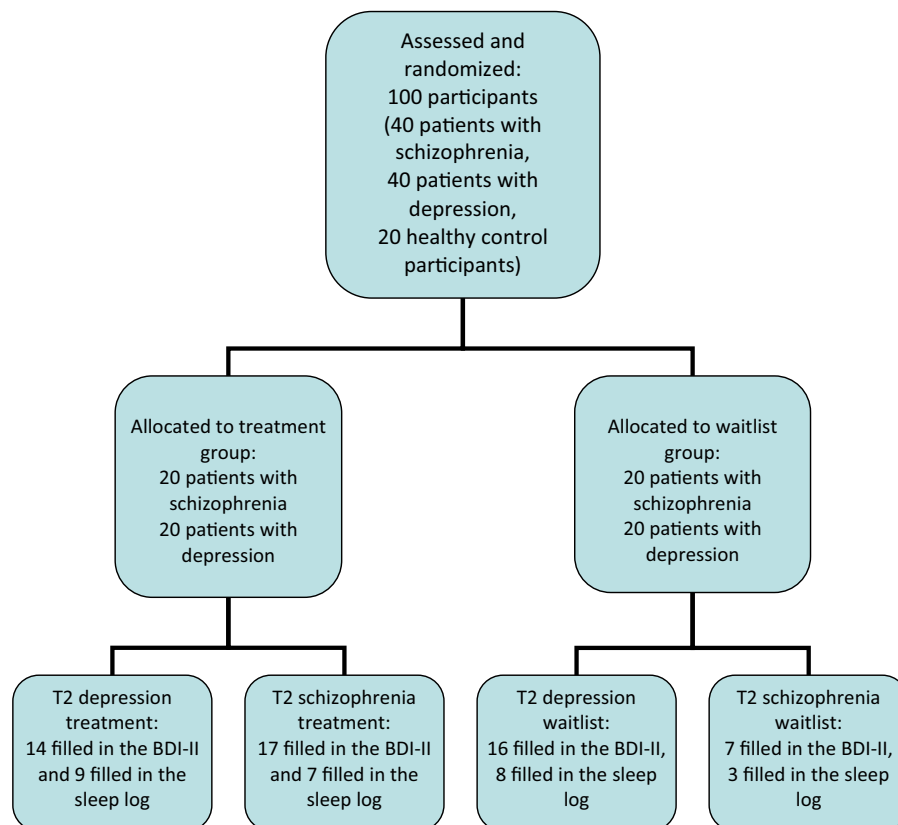 Assessed and
randomized:
100 participants
(40 patients with
schizophrenia,
40 patients with
depression,
20 healthy control
participants)
Allocated to treatment
group:
20 patients with
schizophrenia
20 patients with
depression
Allocated to waitlist
group:
20 patients with
schizophrenia
20 patients with
depression
T2 depression
treatment:
14 filled in the BDI-II
and 9 filled in the
sleep log
T2 schizophrenia
treatment:
17 filled in the BDI-II
and 7 filled in the
sleep log
T2 depression
waitlist:
16 filled in the BDI-II,
8 filled in the sleep
log
T2 schizophrenia
waitlist:
7 filled in the BDI-II,
3 filled in the sleep
log